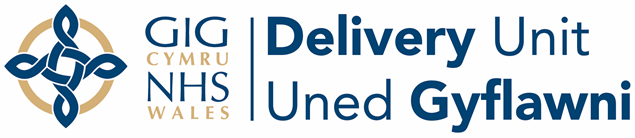 GIG
CYMRU
NHS
WALES
Delivery Unit
Uned Gyflawni